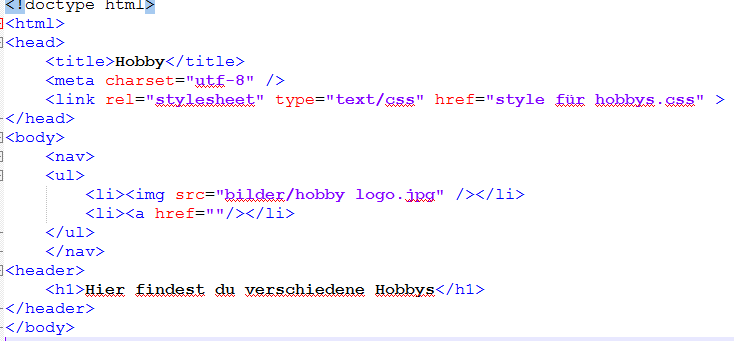 <!doctype html>
<html>
<head>
<title>Hobby</title>
<meta charset="utf-8" />
<link rel="stylesheet" type="text/css" href="style für hobbys.css" >
</head>
<body>
<nav>
<ul>
<li><img src="bilder/hobby logo.jpg" /></li>
<li><a href=""/></li>
</ul>
</nav>
<header>
<h1>Hier findest du verschiedene Hobbys</h1>
</header>
</body>